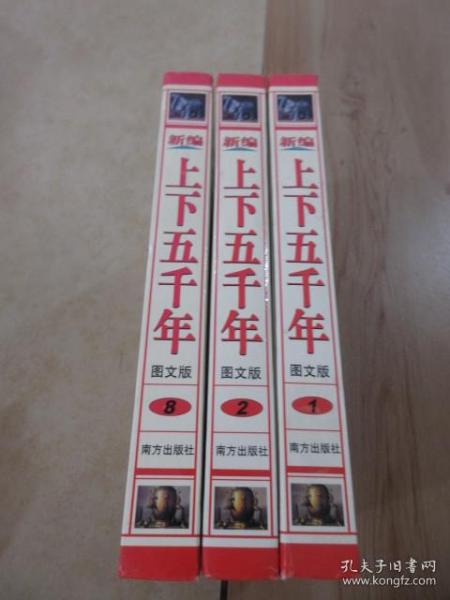 新编
上下五千年
图文版
8
南方出版社
新编
上下五千年
图文版
2
南方出版社
新编
上下五千年
图文版
1
南方出版社
孔夫子旧书网
www.kongfz.com